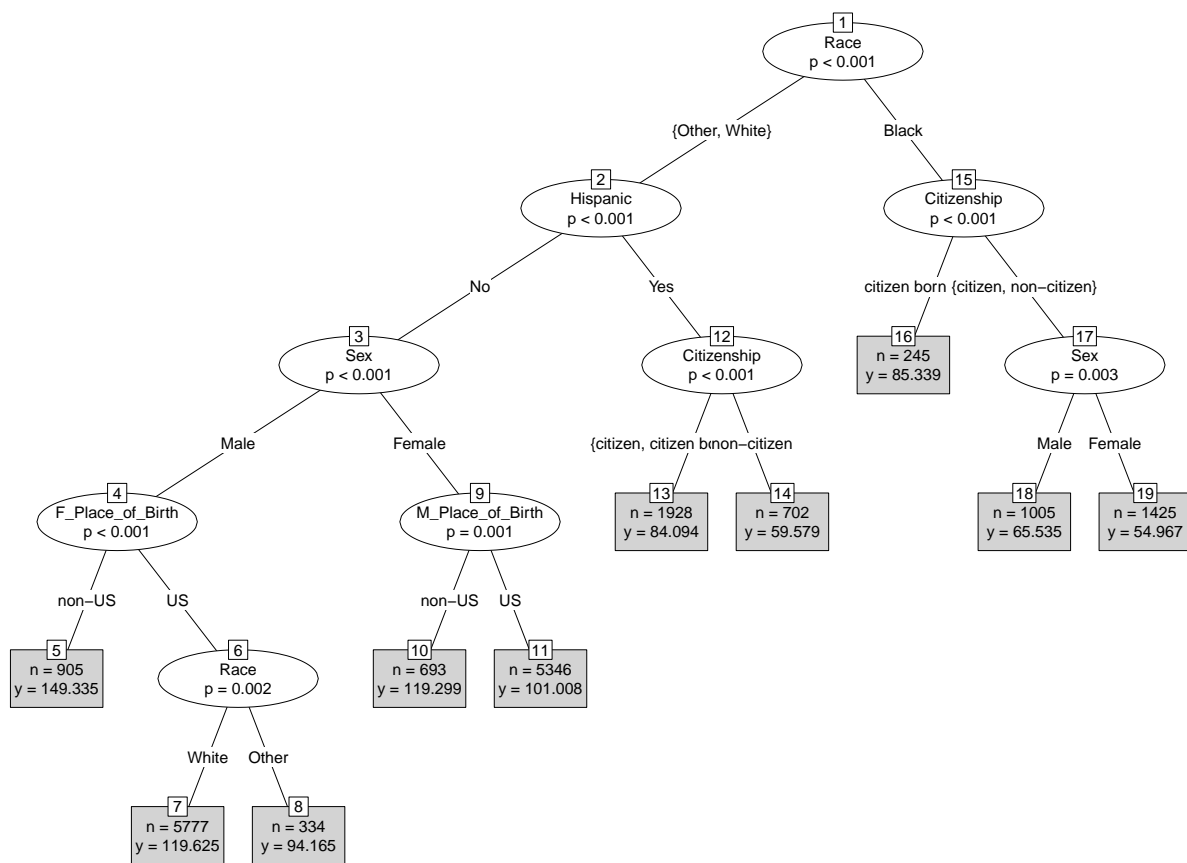 1
Race
p < 0.001
{Other, White}
Black
2
Hispanic
p < 0.001
15
Citizenship
p < 0.001
No
Yes
citizen born {citizen, non−citizen}
3
Sex
p < 0.001
12
Citizenship
p < 0.001
16
n = 245
y = 85.339
17
Sex
p = 0.003
Male
Female
{citizen, citizen bnon−citizen
Male
Female
4
F_Place_of_Birth
p < 0.001
9
M_Place_of_Birth
p = 0.001
13
n = 1928
y = 84.094
14
n = 702
y = 59.579
18
n = 1005
y = 65.535
19
n = 1425
y = 54.967
non−US
US
non−US
US
5
n = 905
y = 149.335
6
Race
p = 0.002
10
n = 693
y = 119.299
11
n = 5346
y = 101.008
White
Other
7
n = 5777
y = 119.625
8
n = 334
y = 94.165